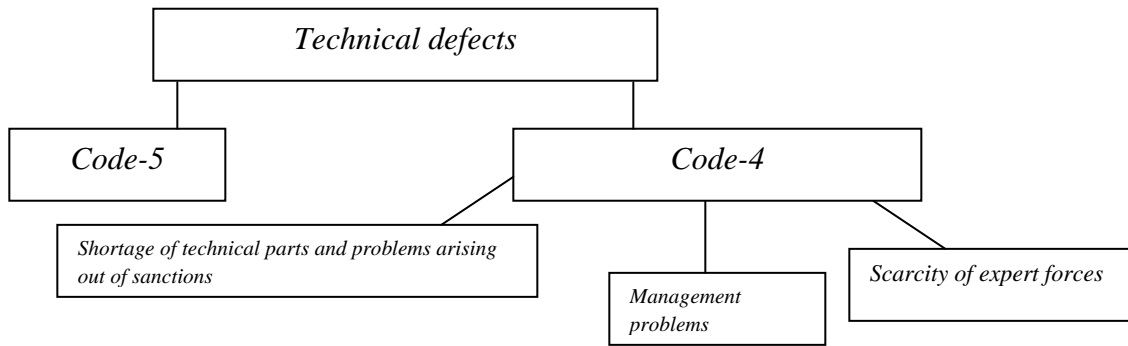 Technical defects
Code-5
Code-4
Shortage of technical parts and problems arising
out of sanctions
Management
problems
Scarcity of expert forces